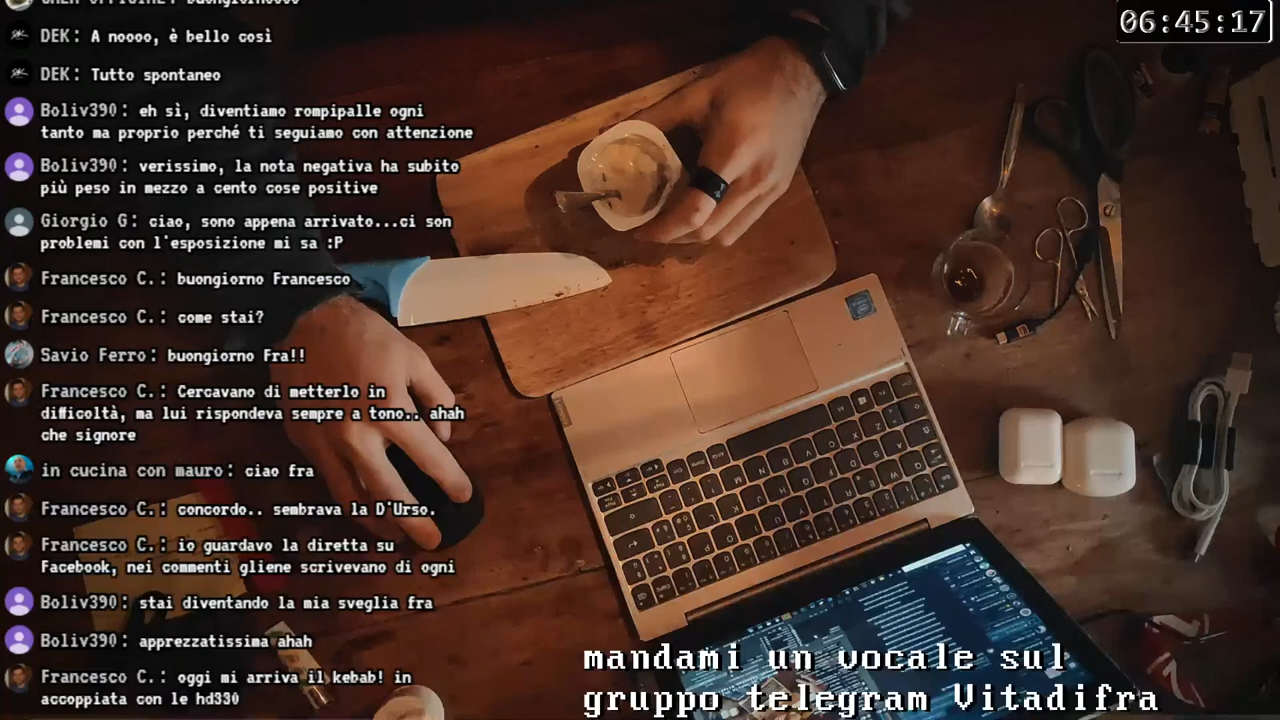 06:45:17
DEK: A noooo, è bello così
DEK: Tutto spontaneo
Boliv390: eh sì, diventiamo rompipalle ogni
tanto ma proprio perché ti seguiamo con attenzione
Boliv390: verissimo, la nota negativa ha subito
più peso in mezzo a cento cose positive
Giorgio G: ciao, sono appena arrivato...ci son
problemi con l'esposizione mi sa :P
Francesco C.: buongiorno Francesco
Francesco C.: come stai?
Savio Ferro: buongiorno Fra!!
Francesco C.: Cercavano di metterlo in
difficoltà, ma lui rispondeva sempre a tono.. ahah
che signore
in cucina con mauro: ciao fra
Francesco C.: concordo.. sembrava la D'Urso.
Francesco C.: io guardavo la diretta su
Facebook, nei commenti gliene scrivevano di ogni
Boliv390: stai diventando la mia sveglia fra
Boliv390: apprezzatissima ahah
Francesco C.: oggi mi arriva il kebab! in
accoppiata con le hd330
mandami un vocale sul
gruppo telegram Vitadifra